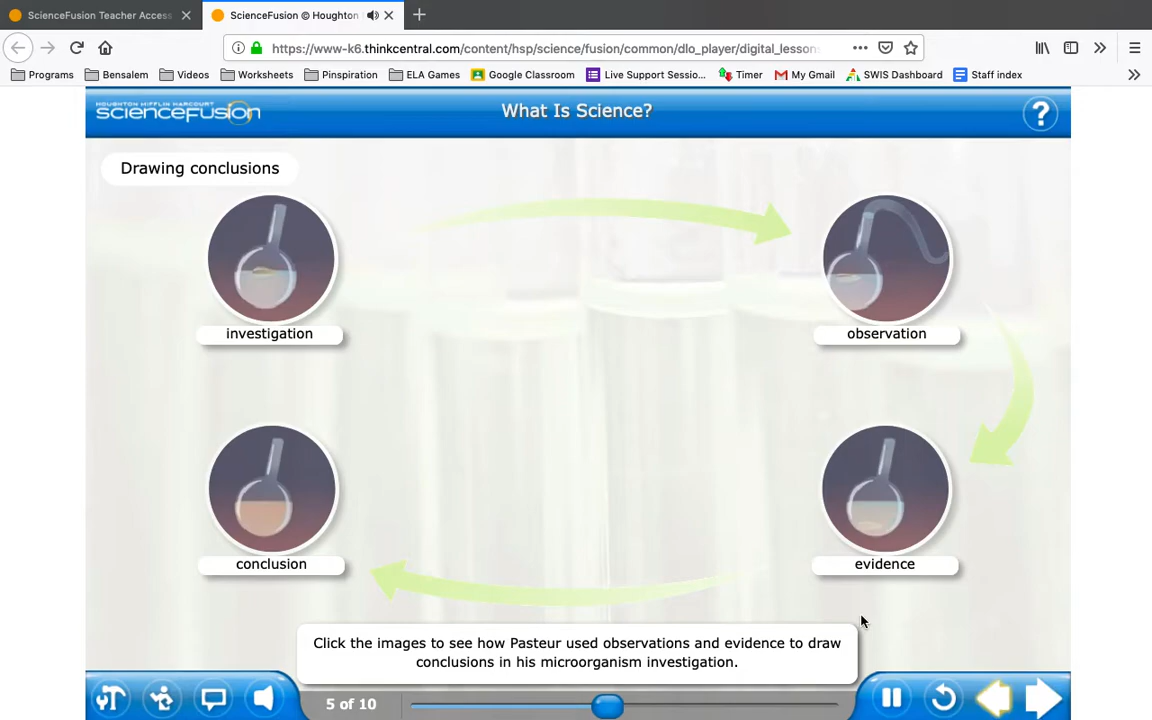 ScienceFusion Teacher Access
ScienceFusion © Houghton
https://www-k6.thinkcentral.com/content/hsp/science/fusion/common/dlo_player/digital_lesson
Programs Bensalem Videos Worksheets Pinspiration ELA Games Google Classroom Live Support Sessio... Timer My Gmail SWIS Dashboard Staff index
HOUGHTON MIFFLIN HARCOURT
scienceFusion
What Is Science?
?
Drawing conclusions
investigation
observation
conclusion
evidence
Click the images to see how Pasteur used observations and evidence to draw
conclusions in his microorganism investigation.
5 of 10